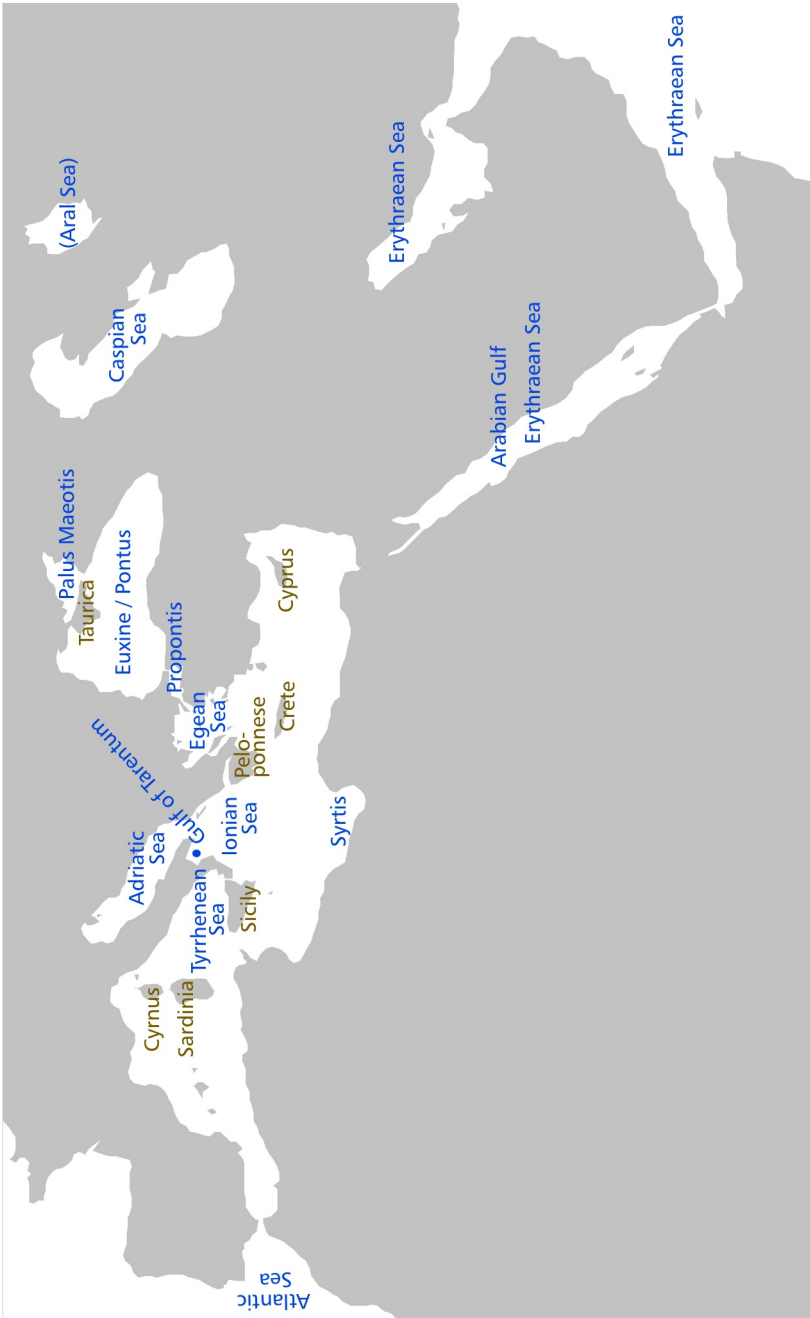 Atlantic
Sea
Cyrnus
Sardinia
Tyrrhenean
Sea
Sicily
Adriatic
Sea
Gulf of Tarentum
Ionian
Sea
Syrtis
Pelo-
ponnese
Egean
Sea
Crete
Propontis
Taurica
Palus Maeotis
Euxine / Pontus
Cyprus
Caspian
Sea
(Aral Sea)
Arabian Gulf
Erythraean Sea
Erythraean Sea
Erythraean Sea